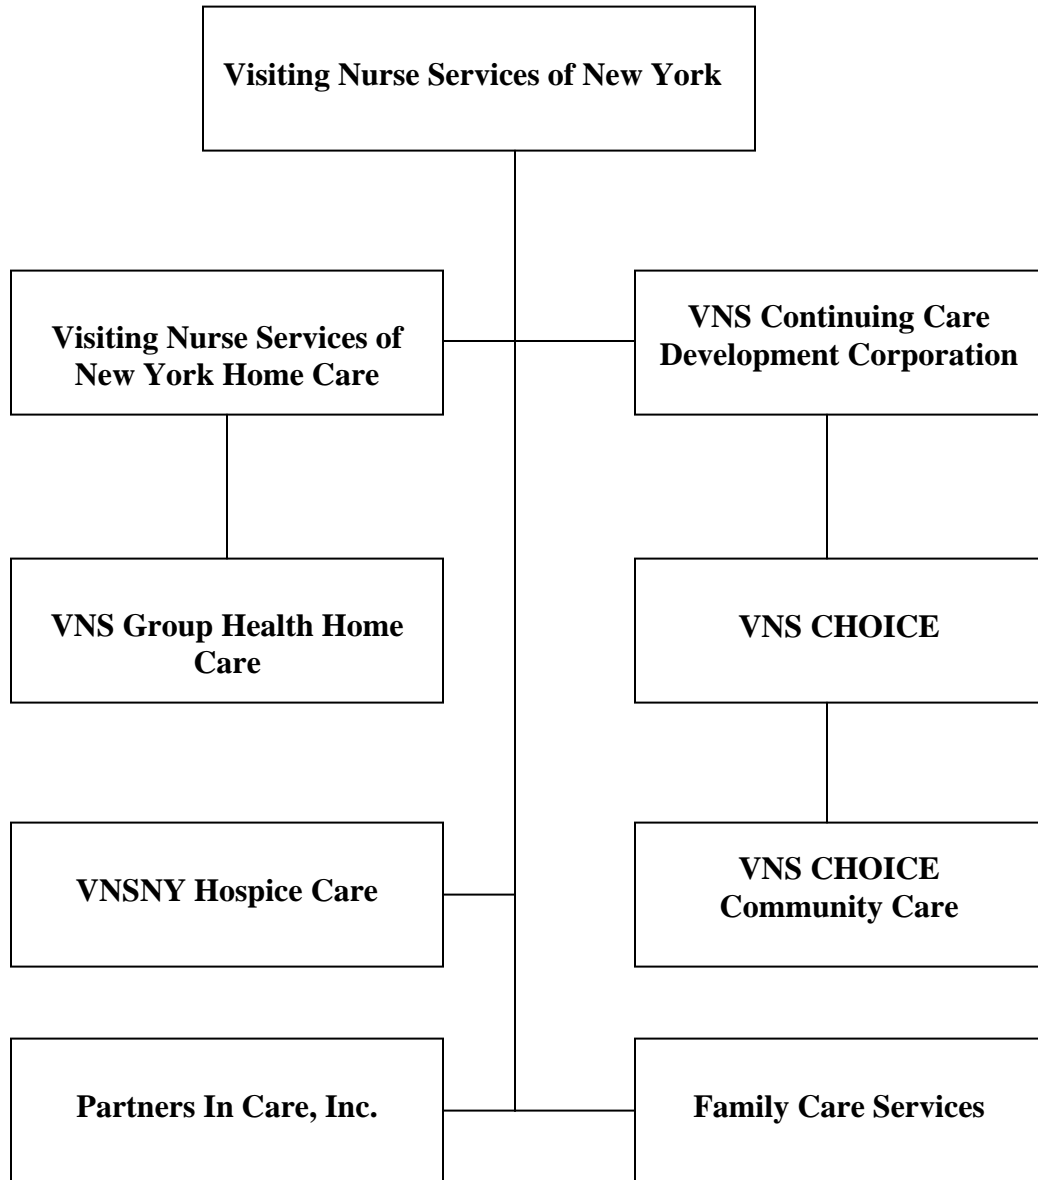 Visiting Nurse Services of New York
Visiting Nurse Services of
New York Home Care
VNS Continuing Care
Development Corporation
VNS Group Health Home
Care
VNS CHOICE
VNSNY Hospice Care
VNS CHOICE
Community Care
Partners In Care, Inc.
Family Care Services